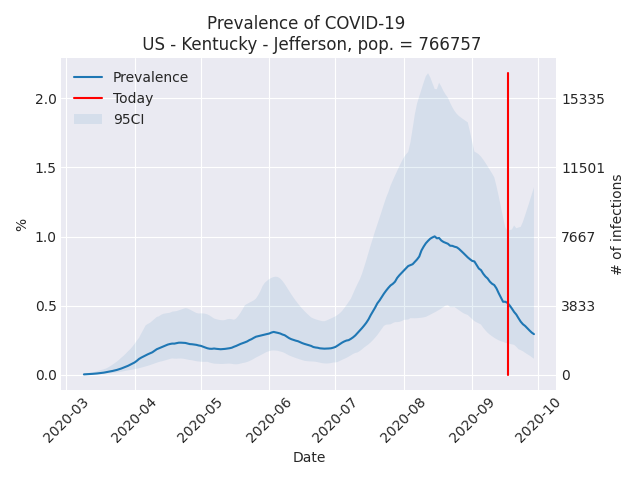 Prevalence of COVID-19
US - Kentucky - Jefferson, pop. = 766757
Prevalence
Today
95CI
2.0
1.5
1.0
0.5
0.0
%
15335
11501
7667
3833
0
# of infections
2020-03
2020-04
2020-05
2020-06
2020-07
2020-08
2020-09
2020-10
Date